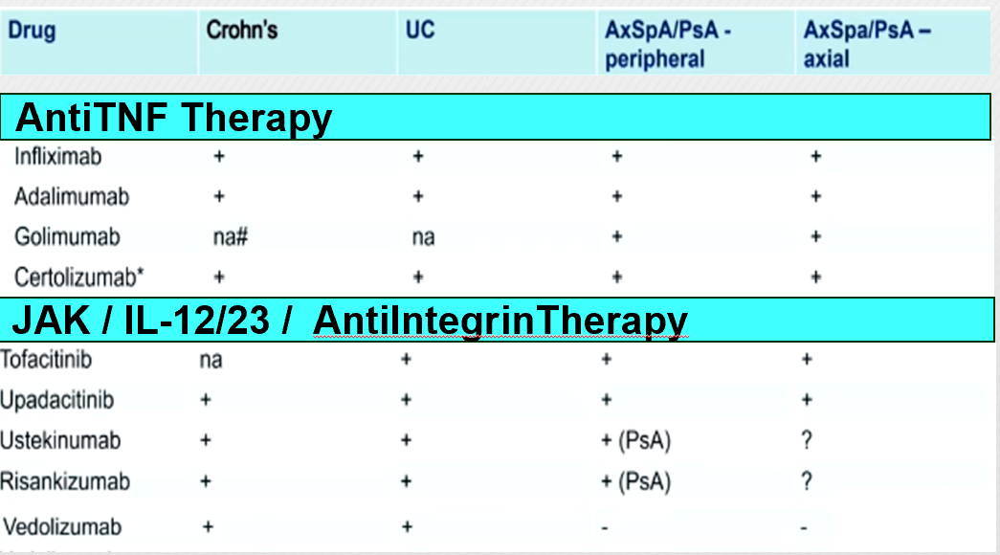 Drug Crohn's UC AxSpA/PsA - peripheral AxSpa/PsA – axial
AntiTNF Therapy
Infliximab + + + +
Adalimumab + + + +
Golimumab na# na + +
Certolizumab* + + + +
JAK / IL-12/23 / AntiIntegrinTherapy
Tofacitinib na + + +
Upadacitinib + + + +
Ustekinumab + + + (PsA) ?
Risankizumab + + + (PsA) ?
Vedolizumab + + - -